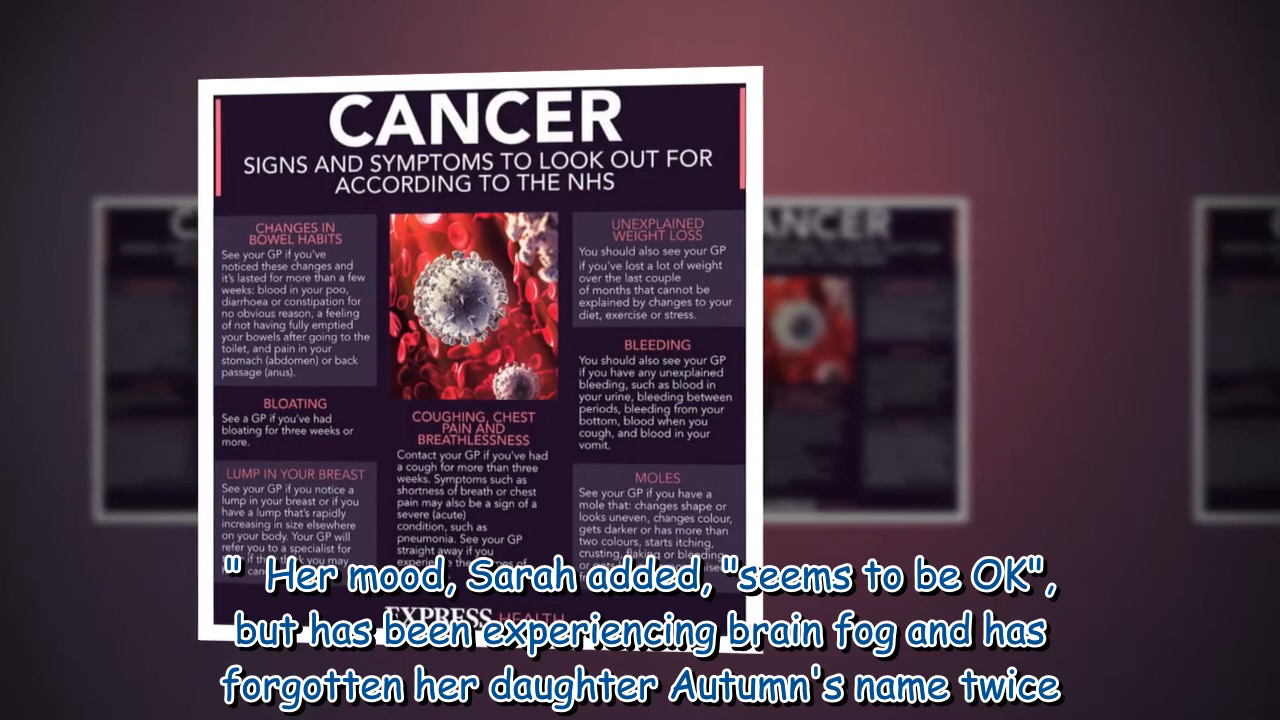 CANCER
SIGNS AND SYMPTOMS TO LOOK OUT FOR
ACCORDING TO THE NHS
CHANGES IN
BOWEL HABITS
See your GP if you've
noticed these changes and
it's lasted for more than a few
weeks: blood in your poo,
diarrhoea or constipation for
no obvious reason, a feeling
of not having fully emptied
your bowels after going to the
toilet, and pain in your
stomach (abdomen) or back
passage (anus).
BLOATING
See a GP if you've had
bloating for three weeks or
more.
LUMP IN YOUR BREAST
See your GP if you notice a
lump in your breast or if you
have a lump that's rapidly
increasing in size elsewhere
on your body. Your GP will
refer you to a specialist for
COUGHING, CHEST
PAIN AND
BREATHLESSNESS
Contact your GP if you've had
a cough for more than three
weeks. Symptoms such as
shortness of breath or chest
pain may also be a sign of a
severe (acute)
condition, such as
pneumonia. See your GP
straight away if you
UNEXPLAINED
WEIGHT LOSS
You should also see your GP
if you've lost a lot of weight
over the last couple
of months that cannot be
explained by changes to your
diet, exercise or stress.
BLEEDING
You should also see your GP
if you have any unexplained
bleeding, such as blood in
your urine, bleeding between
periods, bleeding from your
bottom, blood when you
cough, and blood in your
vomit.
MOLES
See your GP if you have a
mole that: changes shape or
looks uneven, changes colour,
gets darker or has more than
two colours, starts itching,
crusting, flaking or bleeding
EXPRESS HEALTH
ANCER
" Her mood, Sarah added, "seems to be OK",
but has been experiencing brain fog and has
forgotten her daughter Autumn's name twice